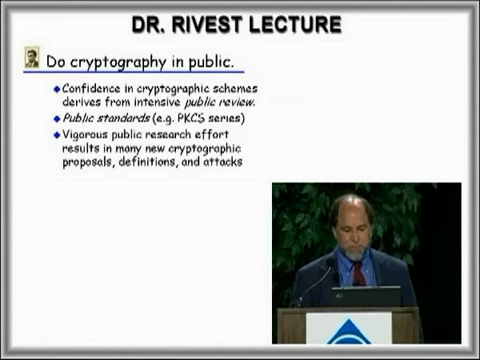 DR. RIVEST LECTURE
Do cryptography in public.
Confidence in cryptographic schemes
derives from intensive public review.
Public standards (e.g. PKCS series)
Vigorous public research effort
results in many new cryptographic
proposals, definitions, and attacks